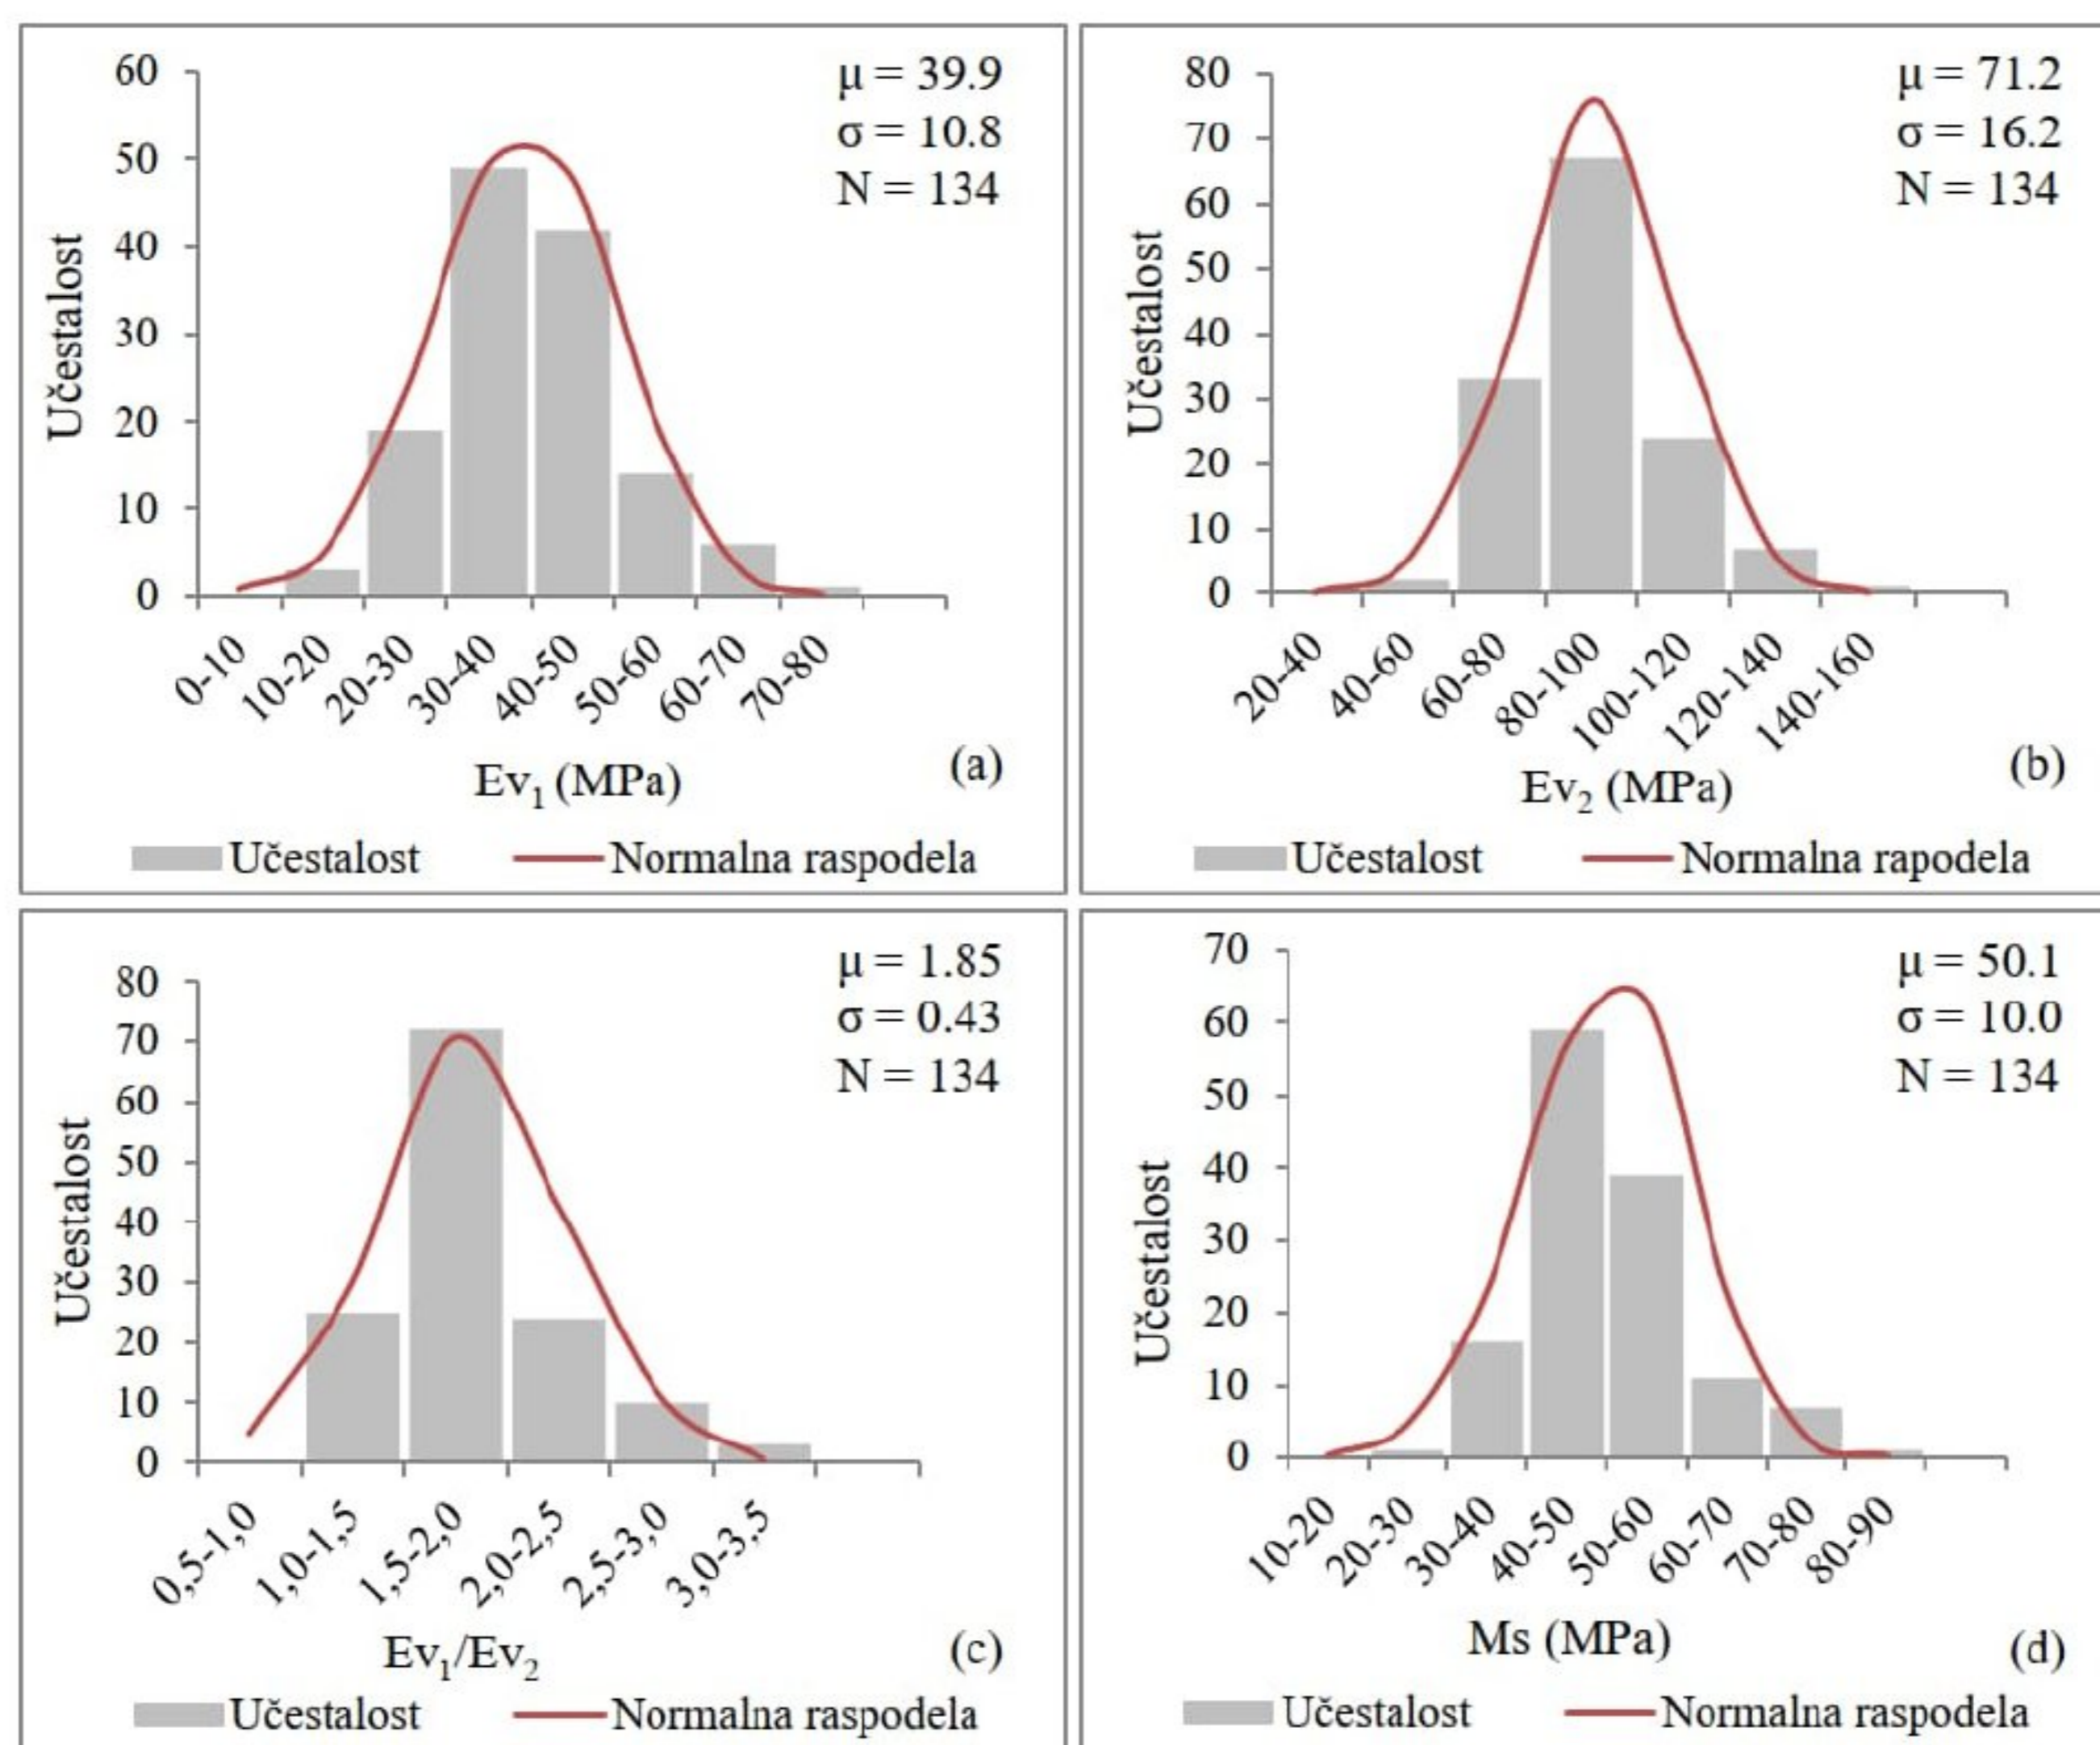 μ = 39.9
σ = 10.8
N = 134
60
50
40
30
20
10
0
Učestalost
0-10
10-20
20-30
30-40
40-50
50-60
60-70
70-80
Ev₁ (MPa)
(a)
Učestalost
Normalna raspodela
μ = 71.2
σ = 16.2
N = 134
80
70
60
50
40
30
20
10
0
Učestalost
20-40
40-60
60-80
80-100
100-120
120-140
140-160
Ev₂ (MPa)
(b)
Učestalost
Normalna rapodela
μ = 1.85
σ = 0.43
N = 134
80
70
60
50
40
30
20
10
0
Učestalost
0,5-1,0
1,0-1,5
1,5-2,0
2,0-2,5
2,5-3,0
3,0-3,5
Ev₁/Ev₂
(c)
Učestalost
Normalna raspodela
μ = 50.1
σ = 10.0
N = 134
70
60
50
40
30
20
10
0
Učestalost
10-20
20-30
30-40
40-50
50-60
60-70
70-80
80-90
Ms (MPa)
(d)
Učestalost
Normalna raspodela